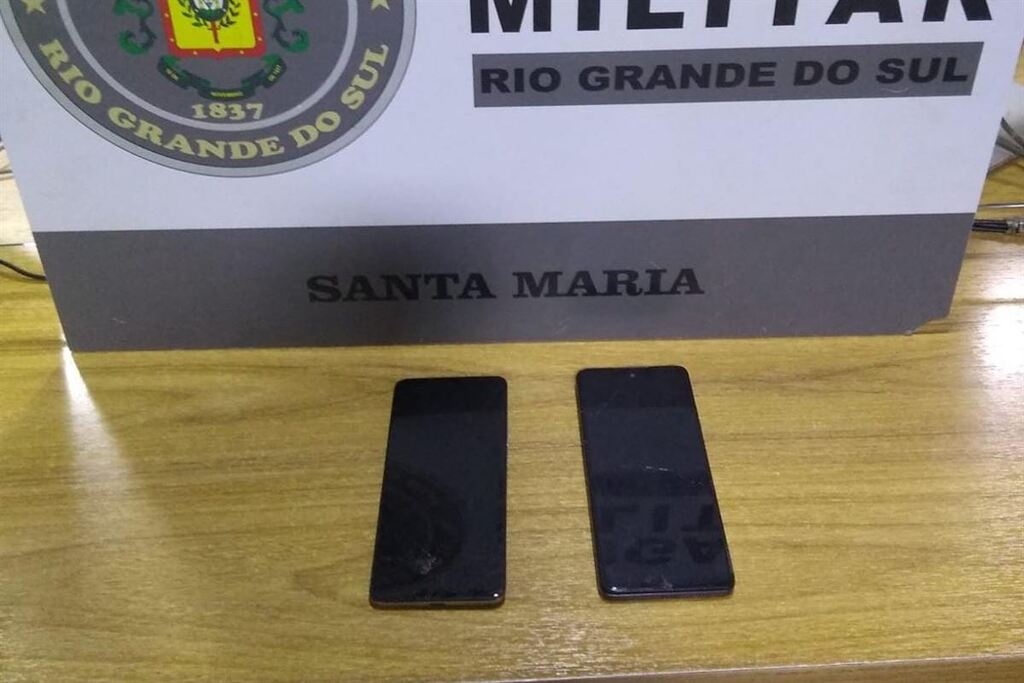 MILITAR
RIO GRANDE DO SUL
1837
RIO GRANDE DO SUL
SANTA MARIA